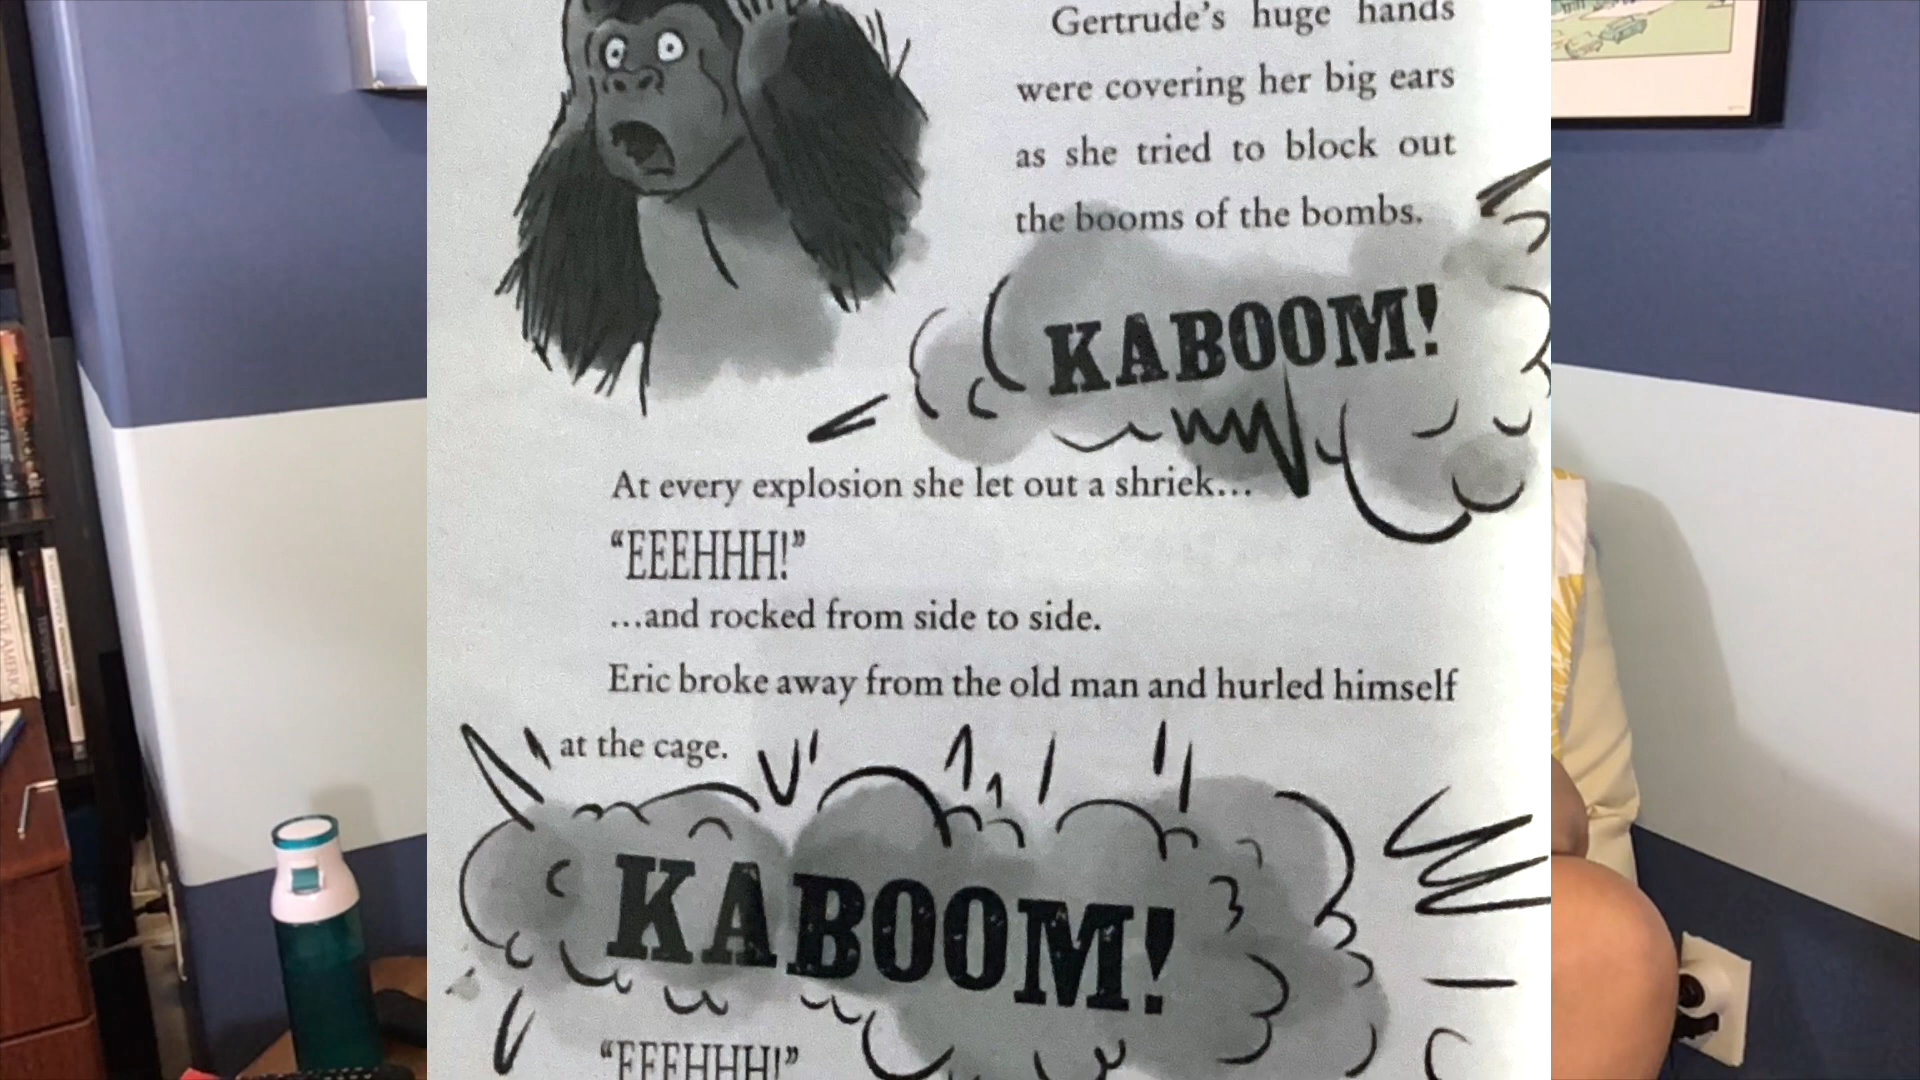 Gertrude's huge hands
were covering her big ears
as she tried to block out
the booms of the bombs.
KABOOM!
At every explosion she let out a shriek...
“EEEHHH!”
...and rocked from side to side.
Eric broke away from the old man and hurled himself
at the cage.
KABOOM!
“EEEHHH!”